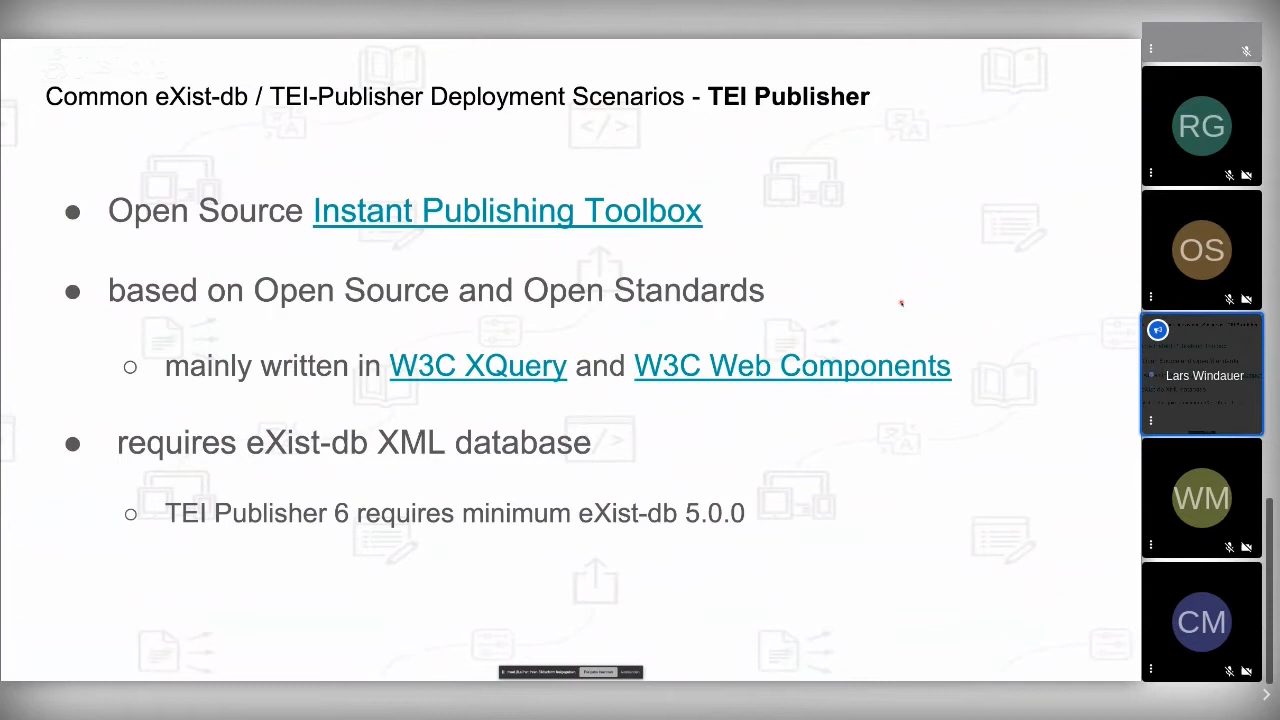 Common eXist-db / TEI-Publisher Deployment Scenarios - TEI Publisher
● Open Source Instant Publishing Toolbox
● based on Open Source and Open Standards
○ mainly written in W3C XQuery and W3C Web Components
● requires eXist-db XML database
○ TEI Publisher 6 requires minimum eXist-db 5.0.0
RG
OS
Lars Windauer
WM
CM